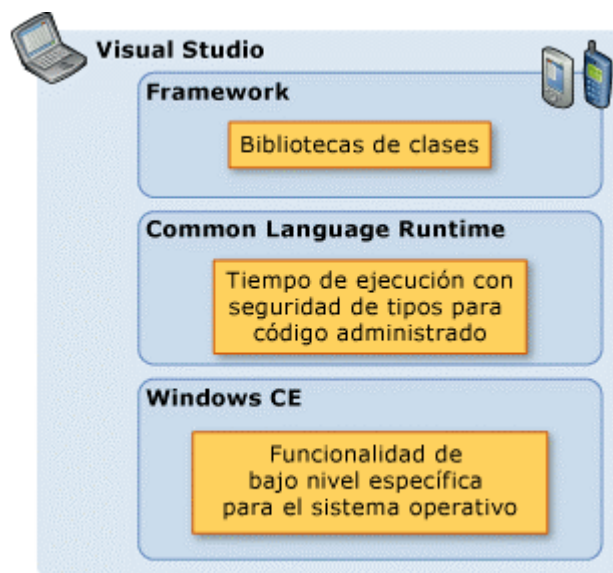 Visual Studio
Framework
Bibliotecas de clases
Common Language Runtime
Tiempo de ejecución con
seguridad de tipos para
código administrado
Windows CE
Funcionalidad de
bajo nivel específica
para el sistema operativo